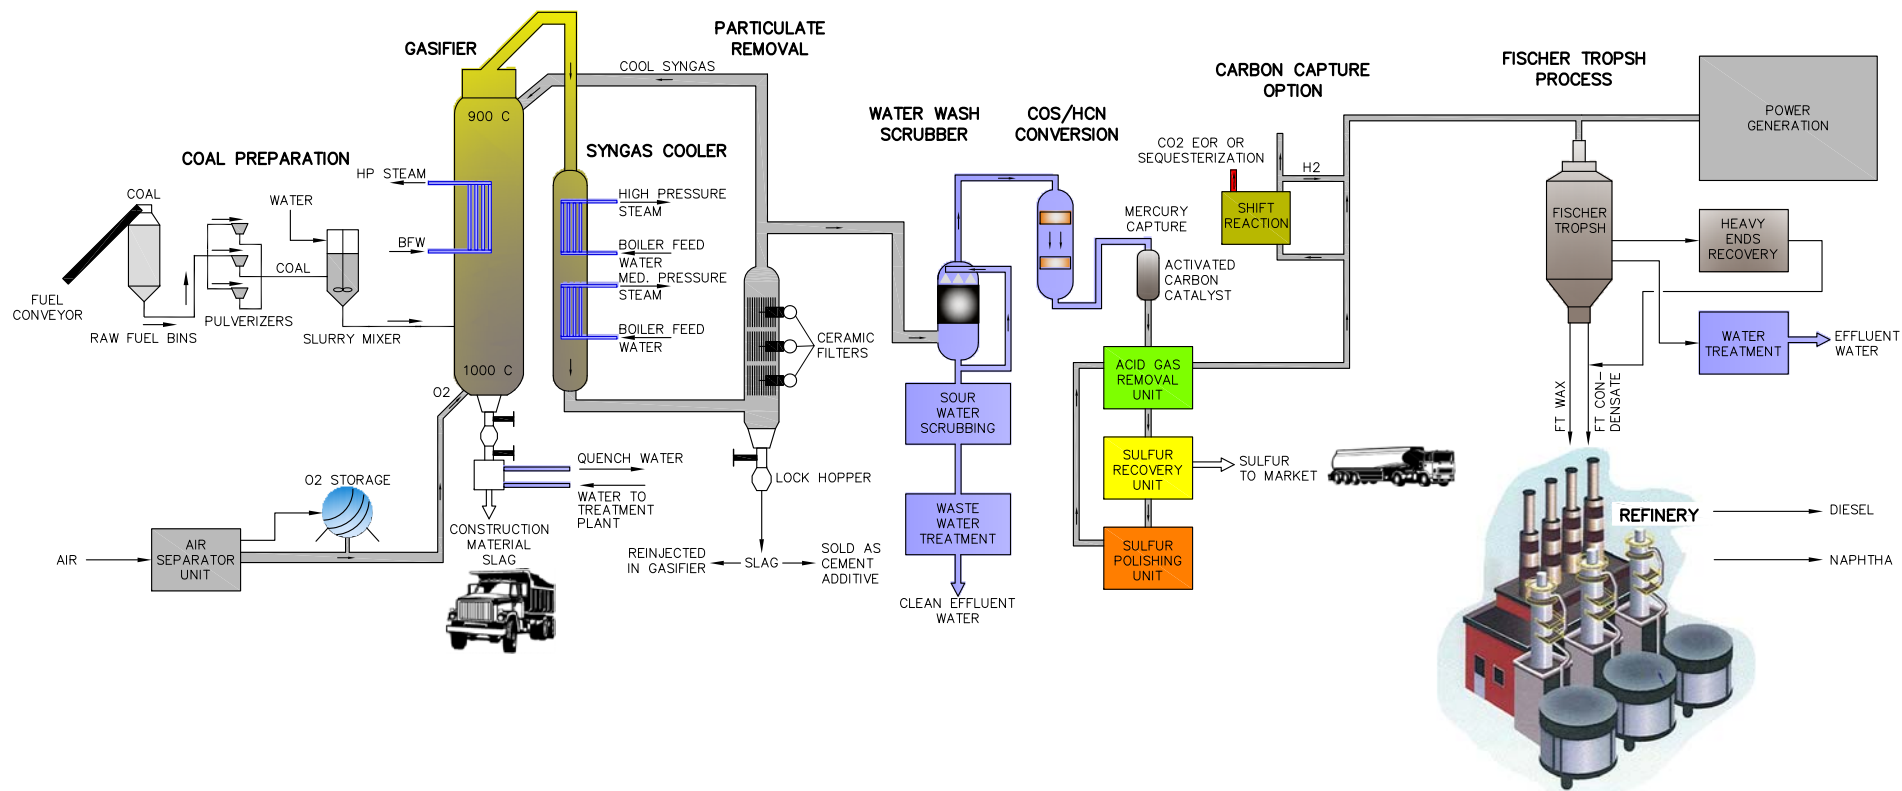 COAL PREPARATION
COAL
FUEL
CONVEYOR
RAW FUEL BINS
PULVERIZERS
COAL
WATER
SLURRY MIXER
GASIFIER
900 C
HP STEAM
BFW
1000 C
O2
O2 STORAGE
AIR
AIR
SEPARATOR
UNIT
QUENCH WATER
WATER TO
TREATMENT
PLANT
CONSTRUCTION
MATERIAL
SLAG
COOL SYNGAS
SYNGAS COOLER
HIGH PRESSURE
STEAM
BOILER FEED
WATER
MED. PRESSURE
STEAM
BOILER FEED
WATER
PARTICULATE
REMOVAL
CERAMIC
FILTERS
LOCK HOPPER
REINJECTED
IN GASIFIER
SLAG
SOLD AS
CEMENT
ADDITIVE
WATER WASH
SCRUBBER
SOUR
WATER
SCRUBBING
WASTE
WATER
TREATMENT
CLEAN EFFLUENT
WATER
COS/HCN
CONVERSION
MERCURY
CAPTURE
ACTIVATED
CARBON
CATALYST
ACID GAS
REMOVAL
UNIT
SULFUR
RECOVERY
UNIT
SULFUR
TO MARKET
SULFUR
POLISHING
UNIT
CARBON CAPTURE
OPTION
CO2 EOR OR
SEQUESTERIZATION
H2
SHIFT
REACTION
FISCHER TROPSH
PROCESS
POWER
GENERATION
FISCHER
TROPSH
HEAVY
ENDS
RECOVERY
WATER
TREATMENT
EFFLUENT
WATER
FT WAX
FT CON-
DENSATE
REFINERY
DIESEL
NAPHTHA